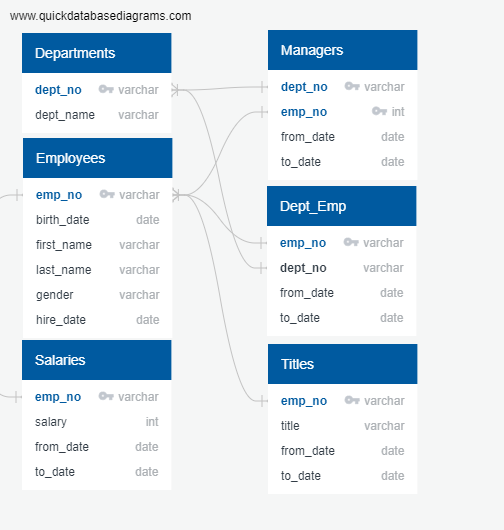 www.quickdatabasediagrams.com
Departments
dept_no varchar
dept_name varchar
Employees
emp_no varchar
birth_date date
first_name varchar
last_name varchar
gender varchar
hire_date date
Salaries
emp_no varchar
salary int
from_date date
to_date date
Managers
dept_no varchar
emp_no int
from_date date
to_date date
Dept_Emp
emp_no varchar
dept_no varchar
from_date date
to_date date
Titles
emp_no varchar
title varchar
from_date date
to_date date